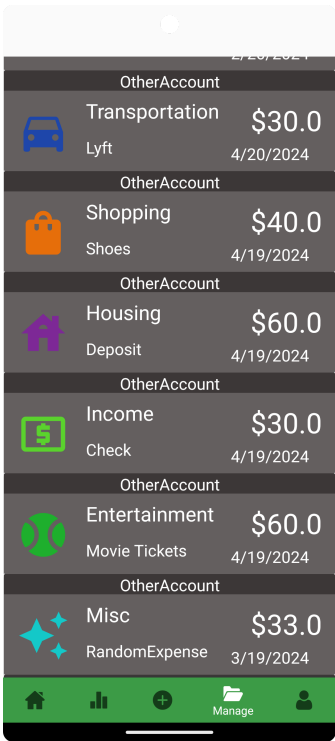 OtherAccount
Transportation
$30.0
Lyft
4/20/2024
OtherAccount
Shopping
$40.0
Shoes
4/19/2024
OtherAccount
Housing
$60.0
Deposit
4/19/2024
OtherAccount
Income
$30.0
Check
4/19/2024
OtherAccount
Entertainment
$60.0
Movie Tickets
4/19/2024
OtherAccount
Misc
$33.0
RandomExpense
3/19/2024
Manage